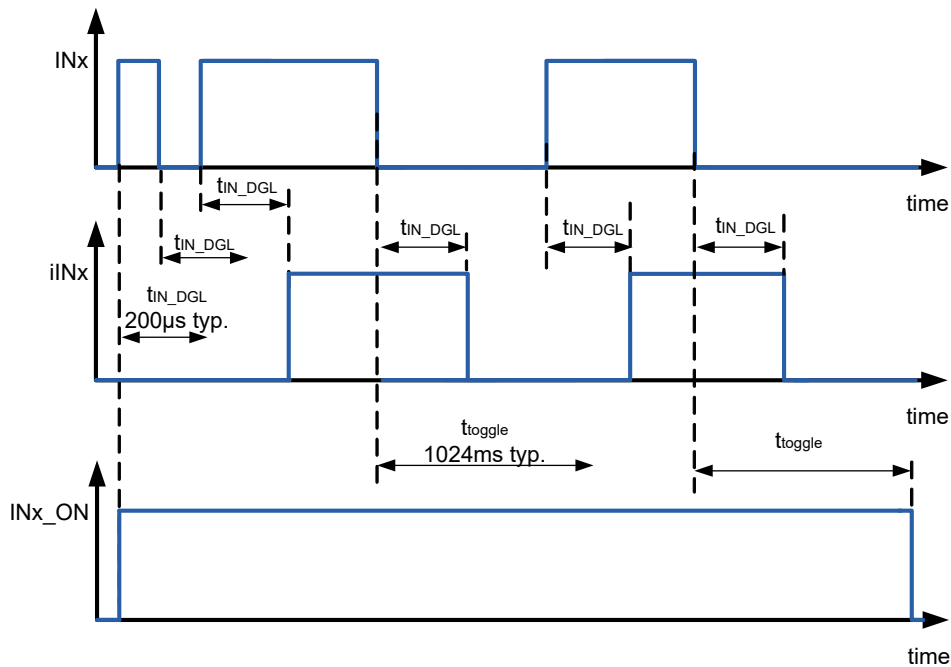 INx
time
tIN_DGL
tIN_DGL
tIN_DGL
tIN_DGL
tIN_DGL
iINx
tIN_DGL
200µs typ.
time
ttoggle
1024ms typ.
ttoggle
INx_ON
time